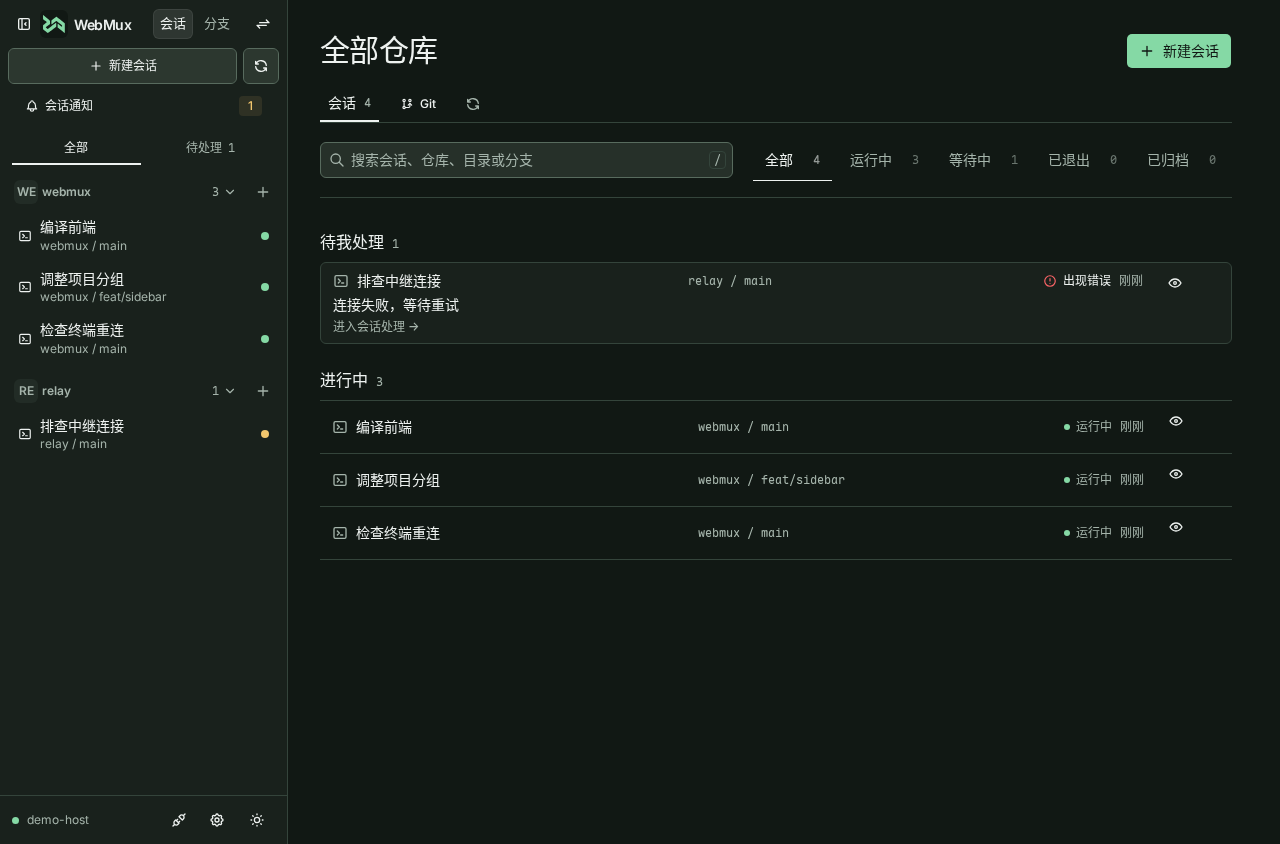 WebMux 会话 分支
新建会话
会话通知 1
全部 待处理 1
WE webmux 3
编译前端
webmux / main
调整项目分组
webmux / feat/sidebar
检查终端重连
webmux / main
RE relay 1
排查中继连接
relay / main
demo-host
全部仓库
新建会话
会话 4 Git
搜索会话、仓库、目录或分支 /
全部 4 运行中 3 等待中 1 已退出 0 已归档 0
待我处理 1
排查中继连接 relay / main 出现错误 刚刚
连接失败，等待重试
进入会话处理 →
进行中 3
编译前端 webmux / main 运行中 刚刚
调整项目分组 webmux / feat/sidebar 运行中 刚刚
检查终端重连 webmux / main 运行中 刚刚